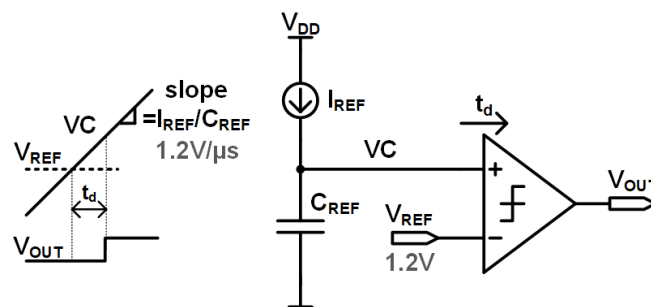 slope
=I_REF/C_REF
1.2V/µs
VC
V_REF
t_d
V_OUT
V_DD
I_REF
VC
C_REF
V_REF
1.2V
t_d
+
−
V_OUT